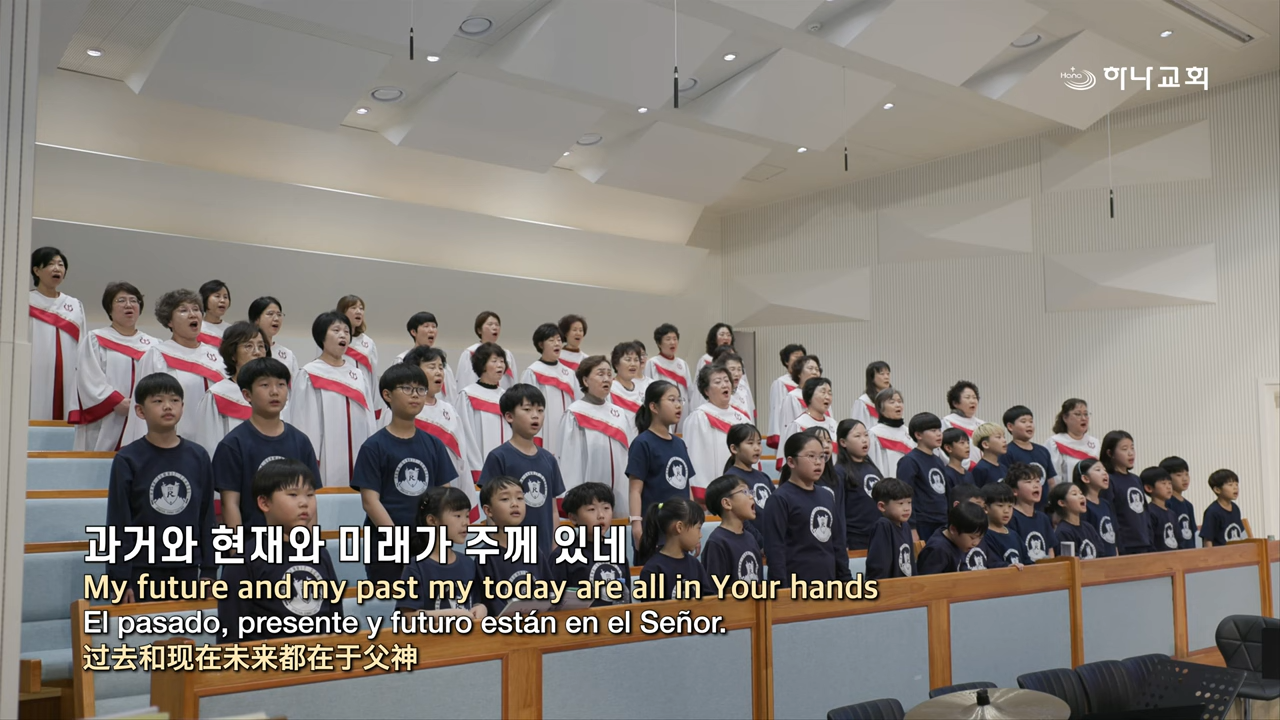 Hana 하나교회
과거와 현재와 미래가 주께 있네
My future and my past my today are all in Your hands
El pasado, presente y futuro están en el Señor.
过去和现在未来都在于父神